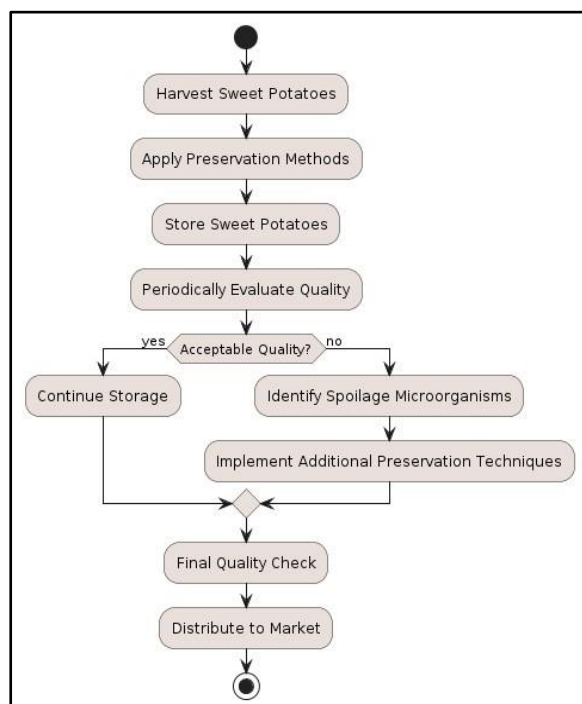 Harvest Sweet Potatoes
Apply Preservation Methods
Store Sweet Potatoes
Periodically Evaluate Quality
yes
Acceptable Quality?
no
Continue Storage
Identify Spoilage Microorganisms
Implement Additional Preservation Techniques
Final Quality Check
Distribute to Market